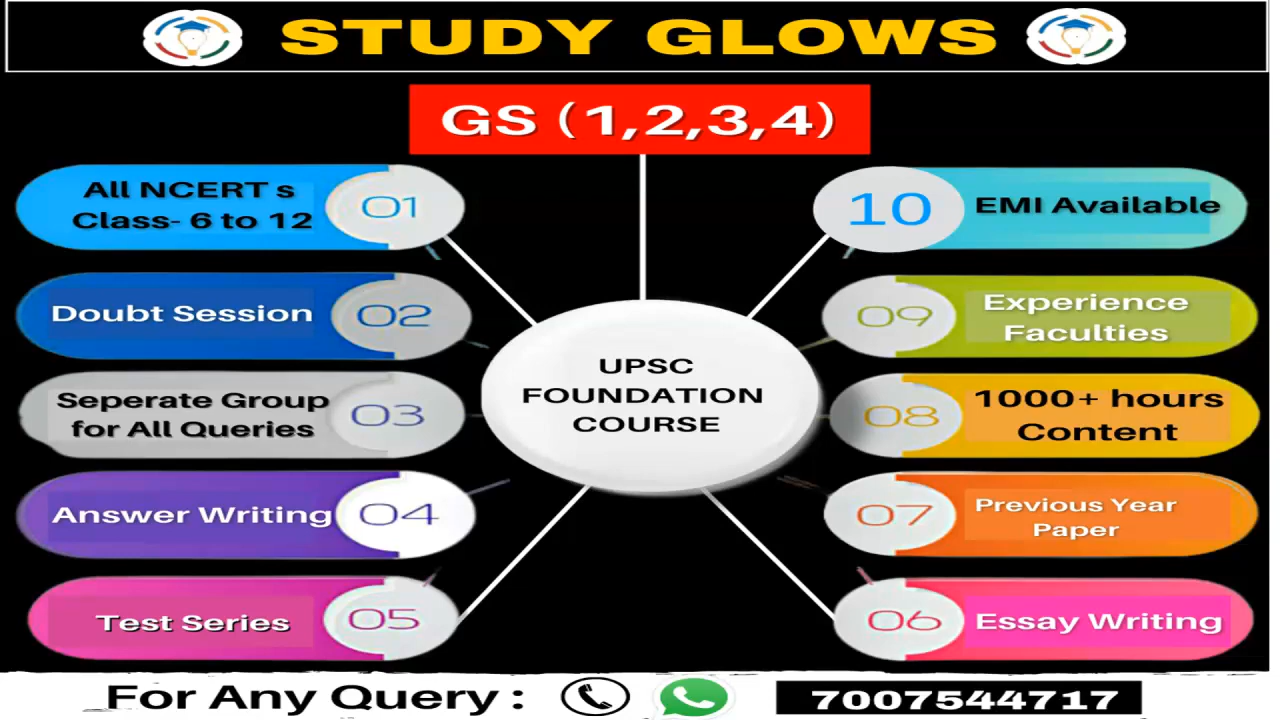 STUDY GLOWS
GS (1,2,3,4)
All NCERT s
Class- 6 to 12
01
Doubt Session
02
Seperate Group
for All Queries
03
Answer Writing
04
Test Series
05
UPSC
FOUNDATION
COURSE
10
EMI Available
09
Experience
Faculties
08
1000+ hours
Content
07
Previous Year
Paper
06
Essay Writing
For Any Query :
7007544717